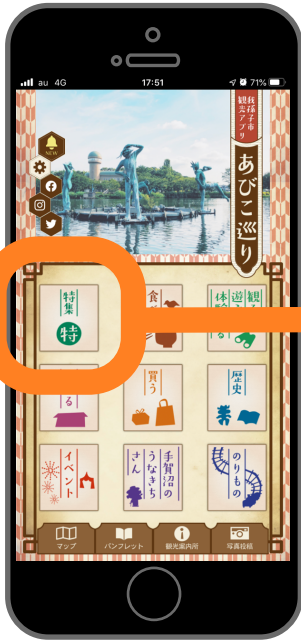 au 4G 17:51 71%
我孫子市
観光アプリ
あびこ巡り
NEW
特集
特
食
観
遊
体験 る
る
買う
歴史
イベント
手賀沼の
うなきち
さん
のりもの
マップ
パンフレット
観光案内所
写真投稿